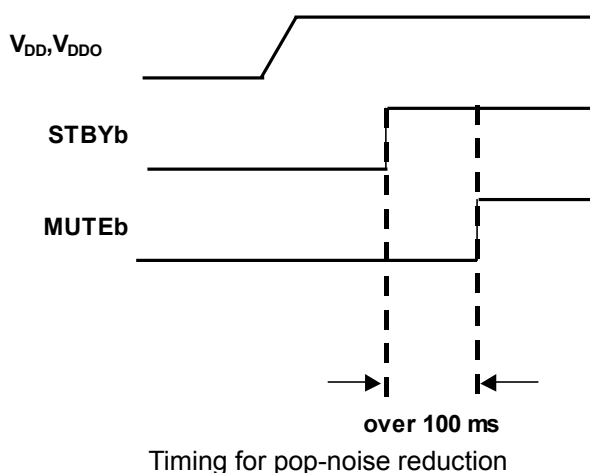 VDD,VDDO
STBYb
MUTEb
over 100 ms
Timing for pop-noise reduction